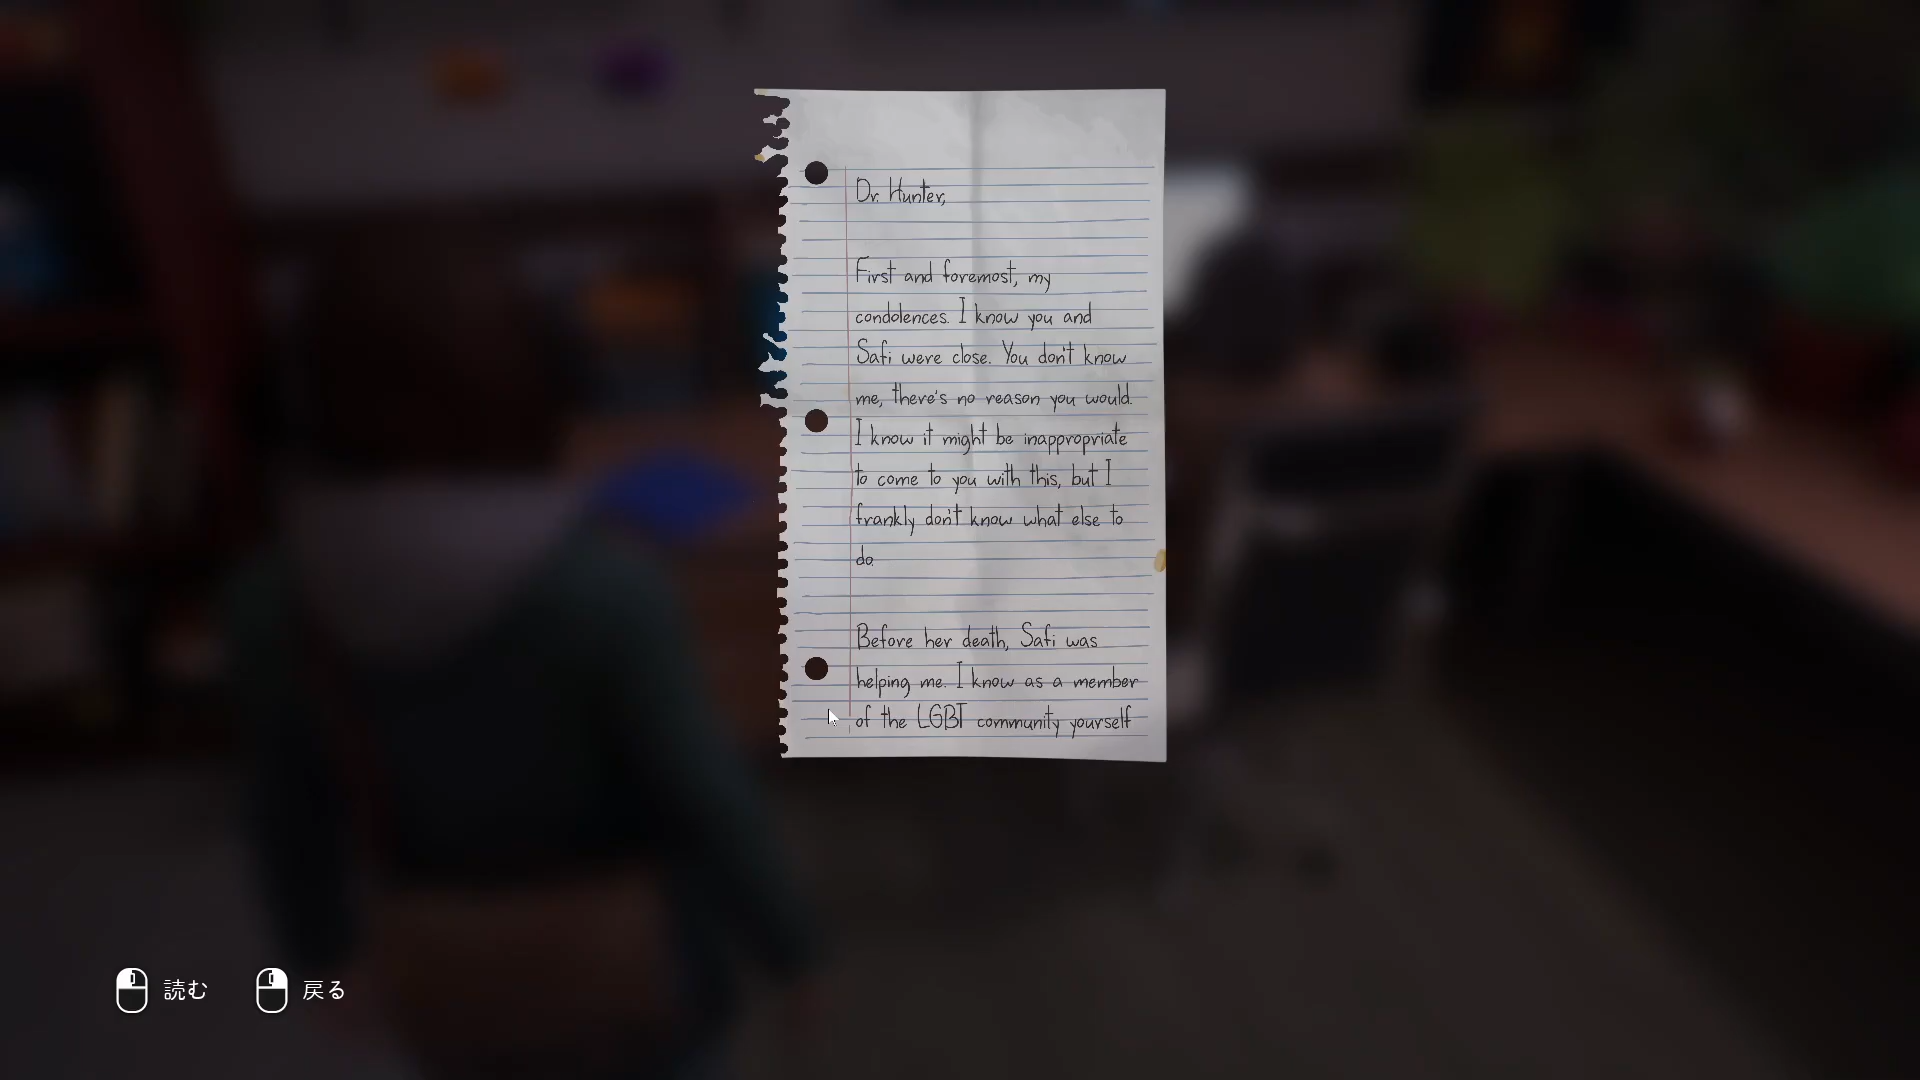 Dr. Hunter,
First and foremost, my
condolences. I know you and
Safi were close. You don't know
me, there's no reason you would.
I know it might be inappropriate
to come to you with this, but I
frankly don't know what else to
do.
Before her death, Safi was
helping me. I know as a member
of the LGBT community yourself
読む 戻る